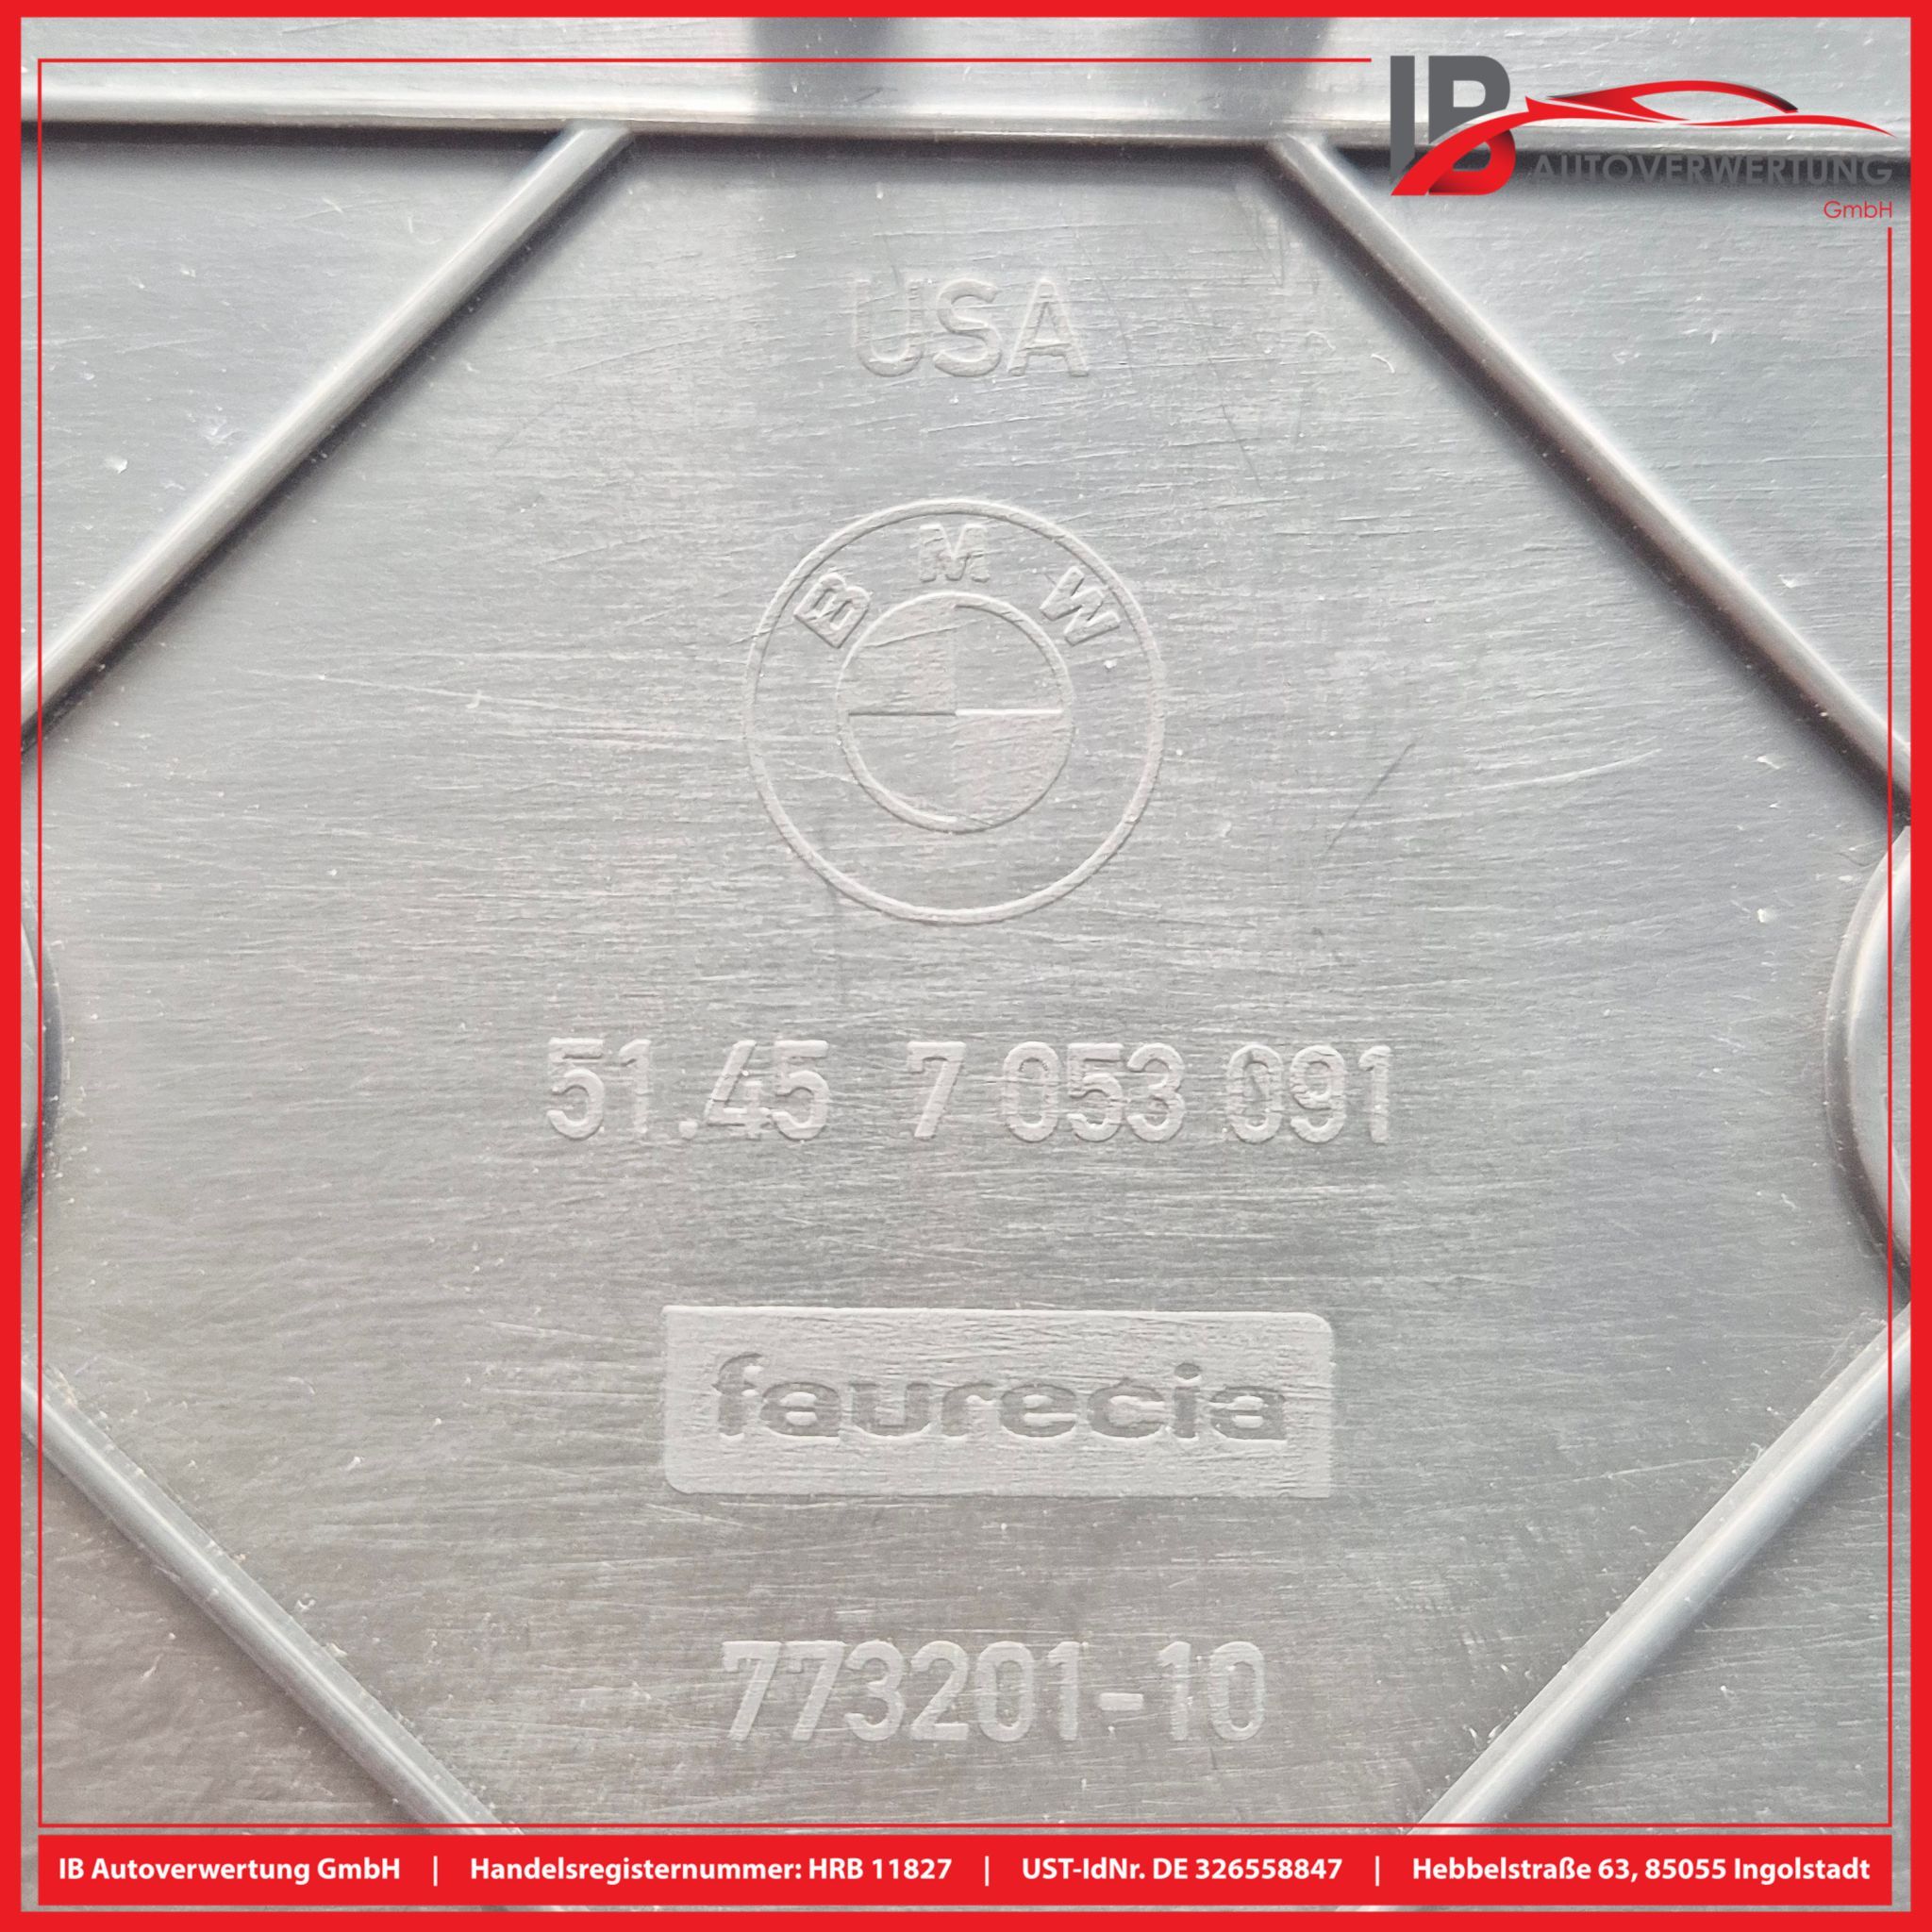 IB
AUTOVERWERTUNG
GmbH
USA
BMW
51.45 7 053 091
faurecia
773201-10
IB Autoverwertung GmbH | Handelsregisternummer: HRB 11827 | UST-IdNr. DE 326558847 | Hebbelstraße 63, 85055 Ingolstadt